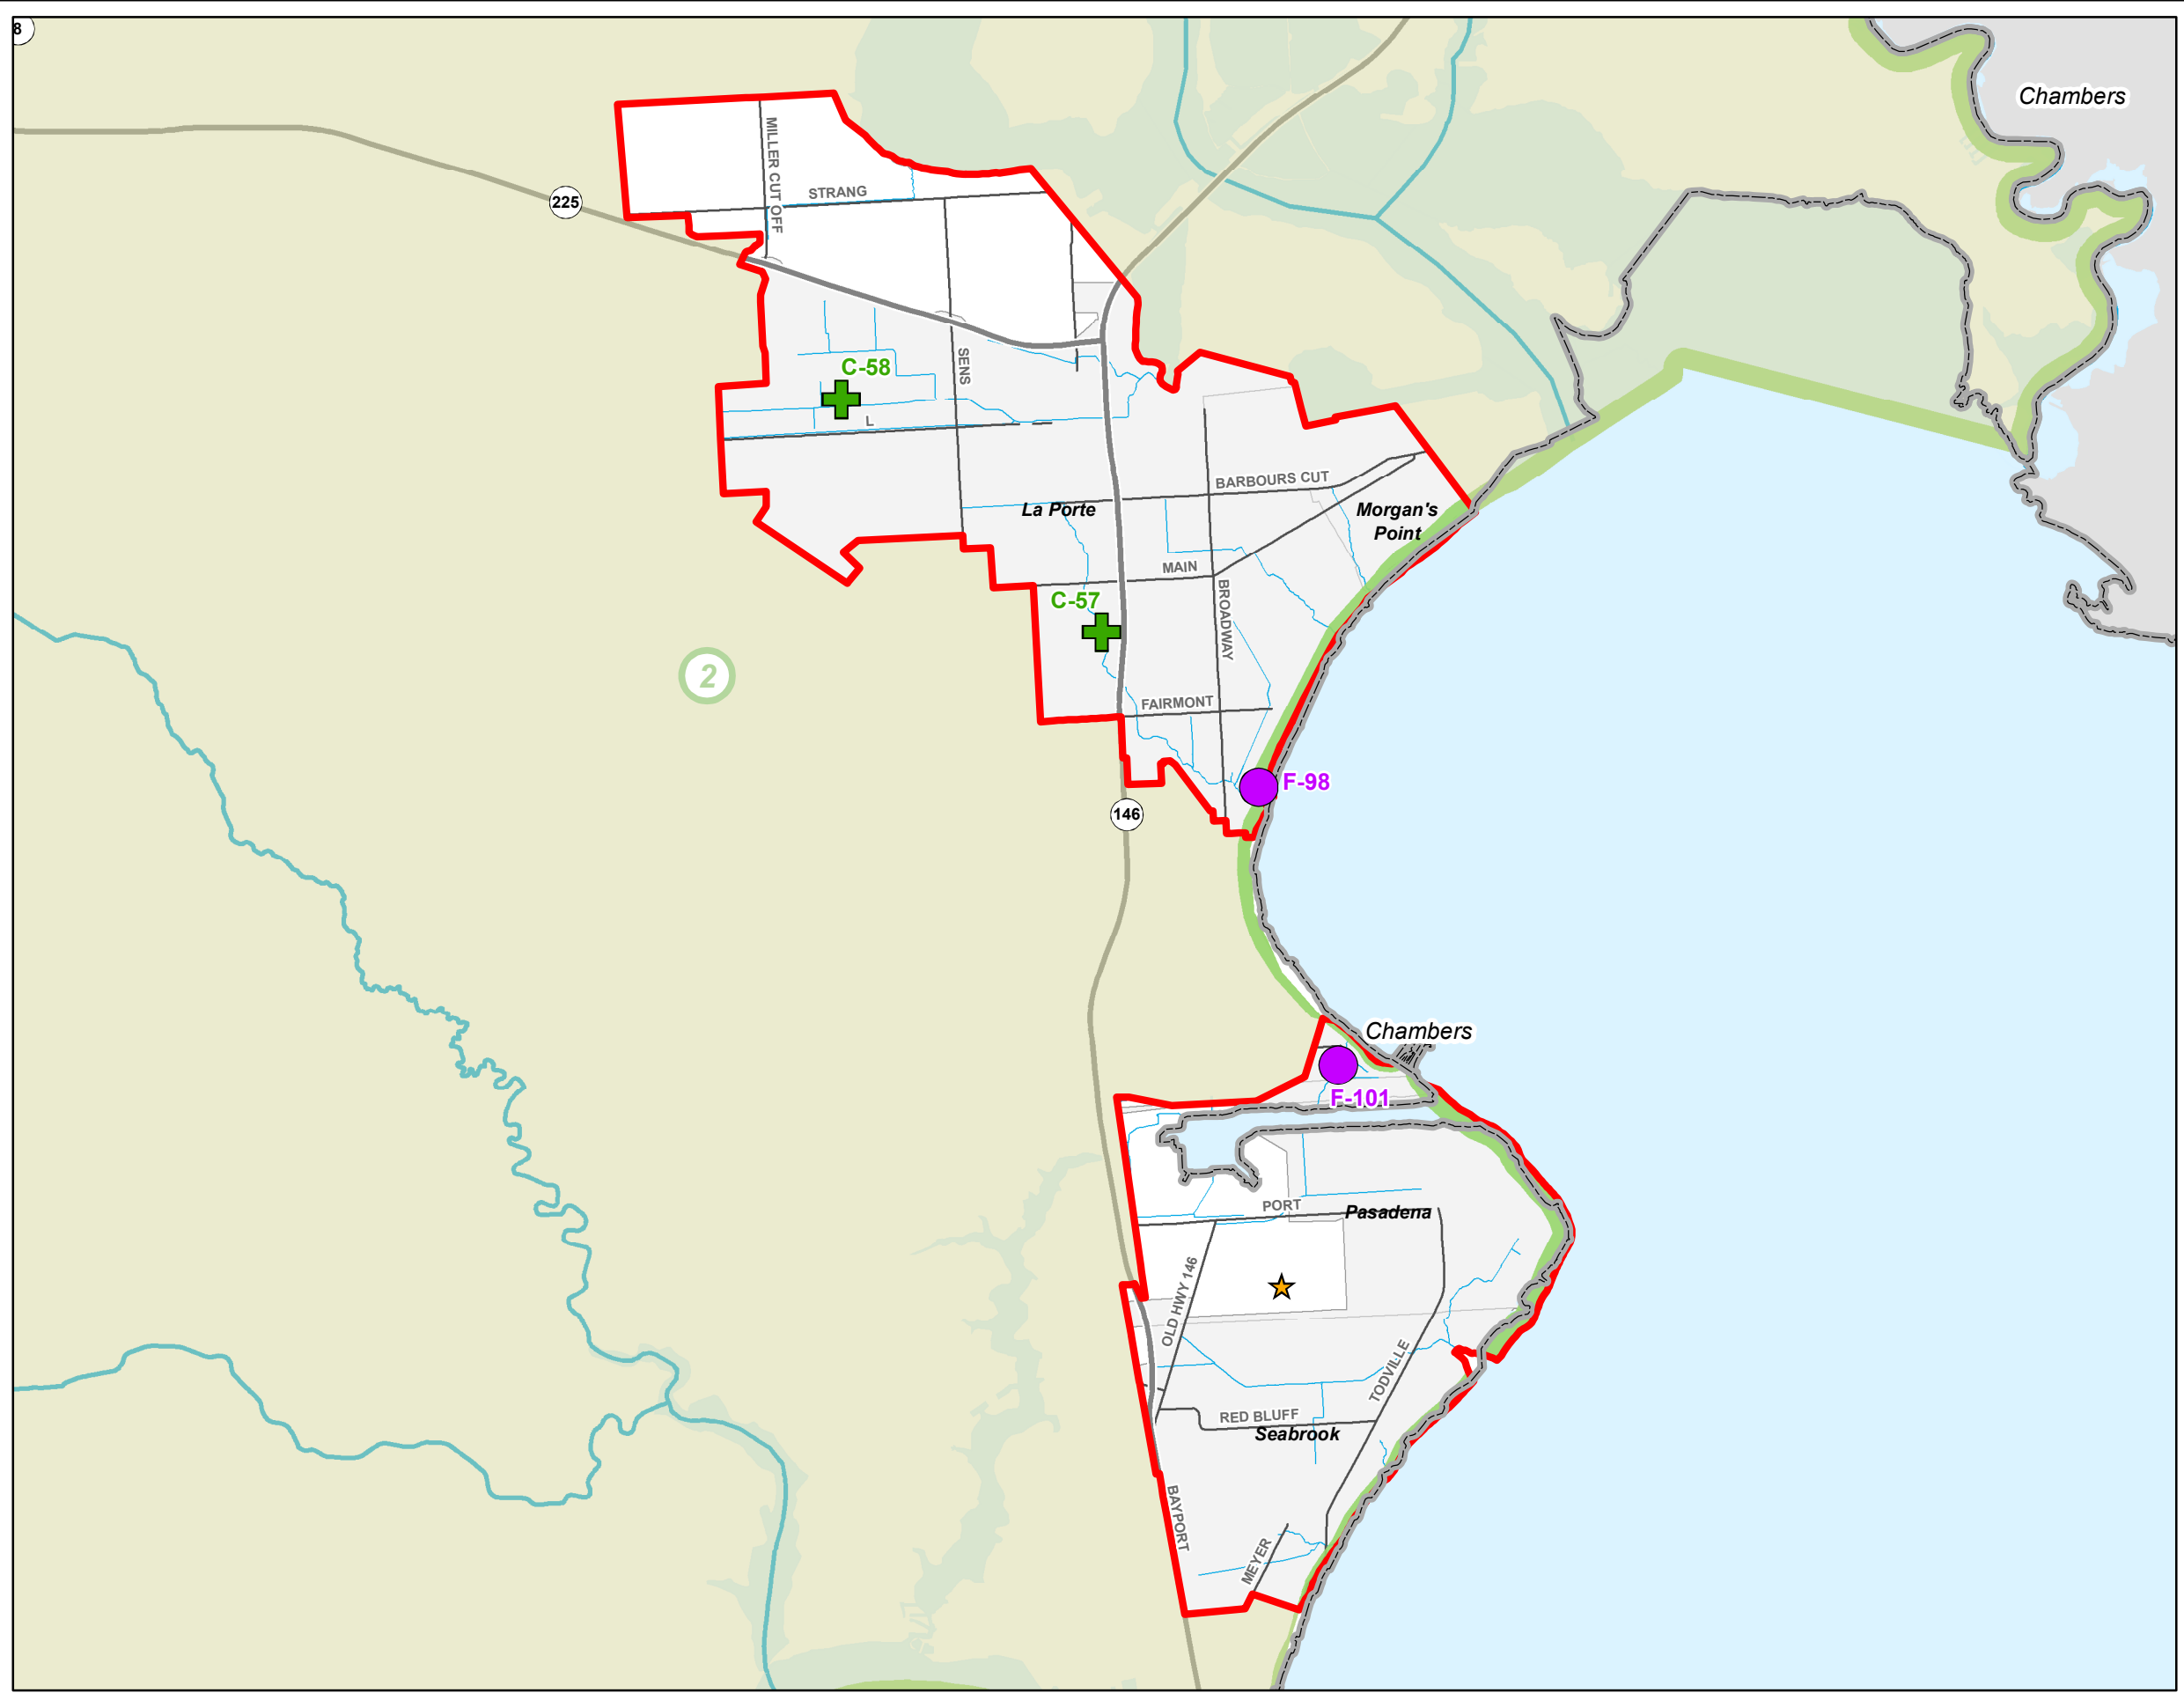 8
Chambers
MILLER CUT OFF
STRANG
225
C-58
SENS
L
BARBOURS CUT
La Porte
Morgan's
Point
MAIN
C-57
BROADWAY
2
FAIRMONT
F-98
146
Chambers
F-101
PORT
Pasadena
OLD HWY 146
TODVILLE
RED BLUFF
Seabrook
BAYPORT
MEYER